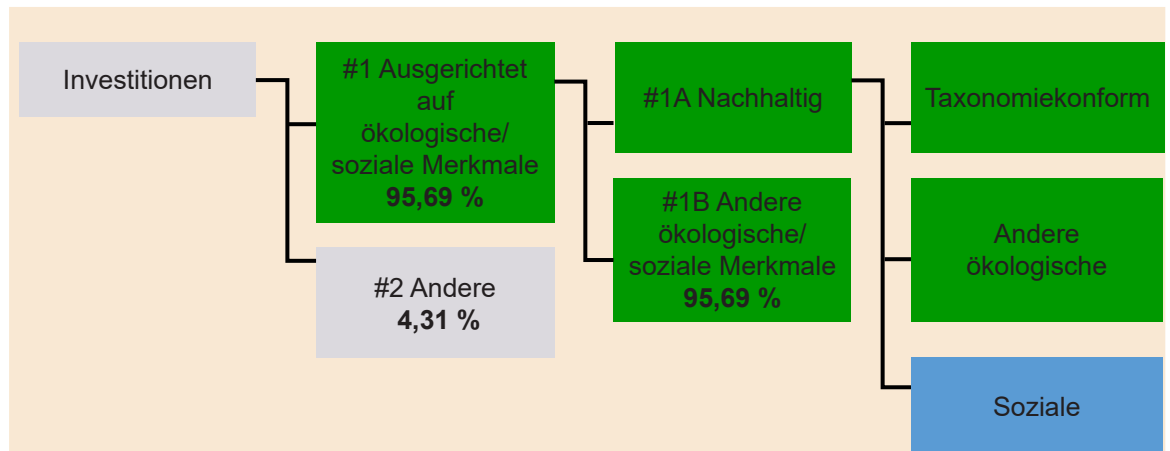 Investitionen
#1 Ausgerichtet
auf
ökologische/
soziale Merkmale
95,69 %
#2 Andere
4,31 %
#1A Nachhaltig
#1B Andere
ökologische/
soziale Merkmale
95,69 %
Taxonomiekonform
Andere
ökologische
Soziale